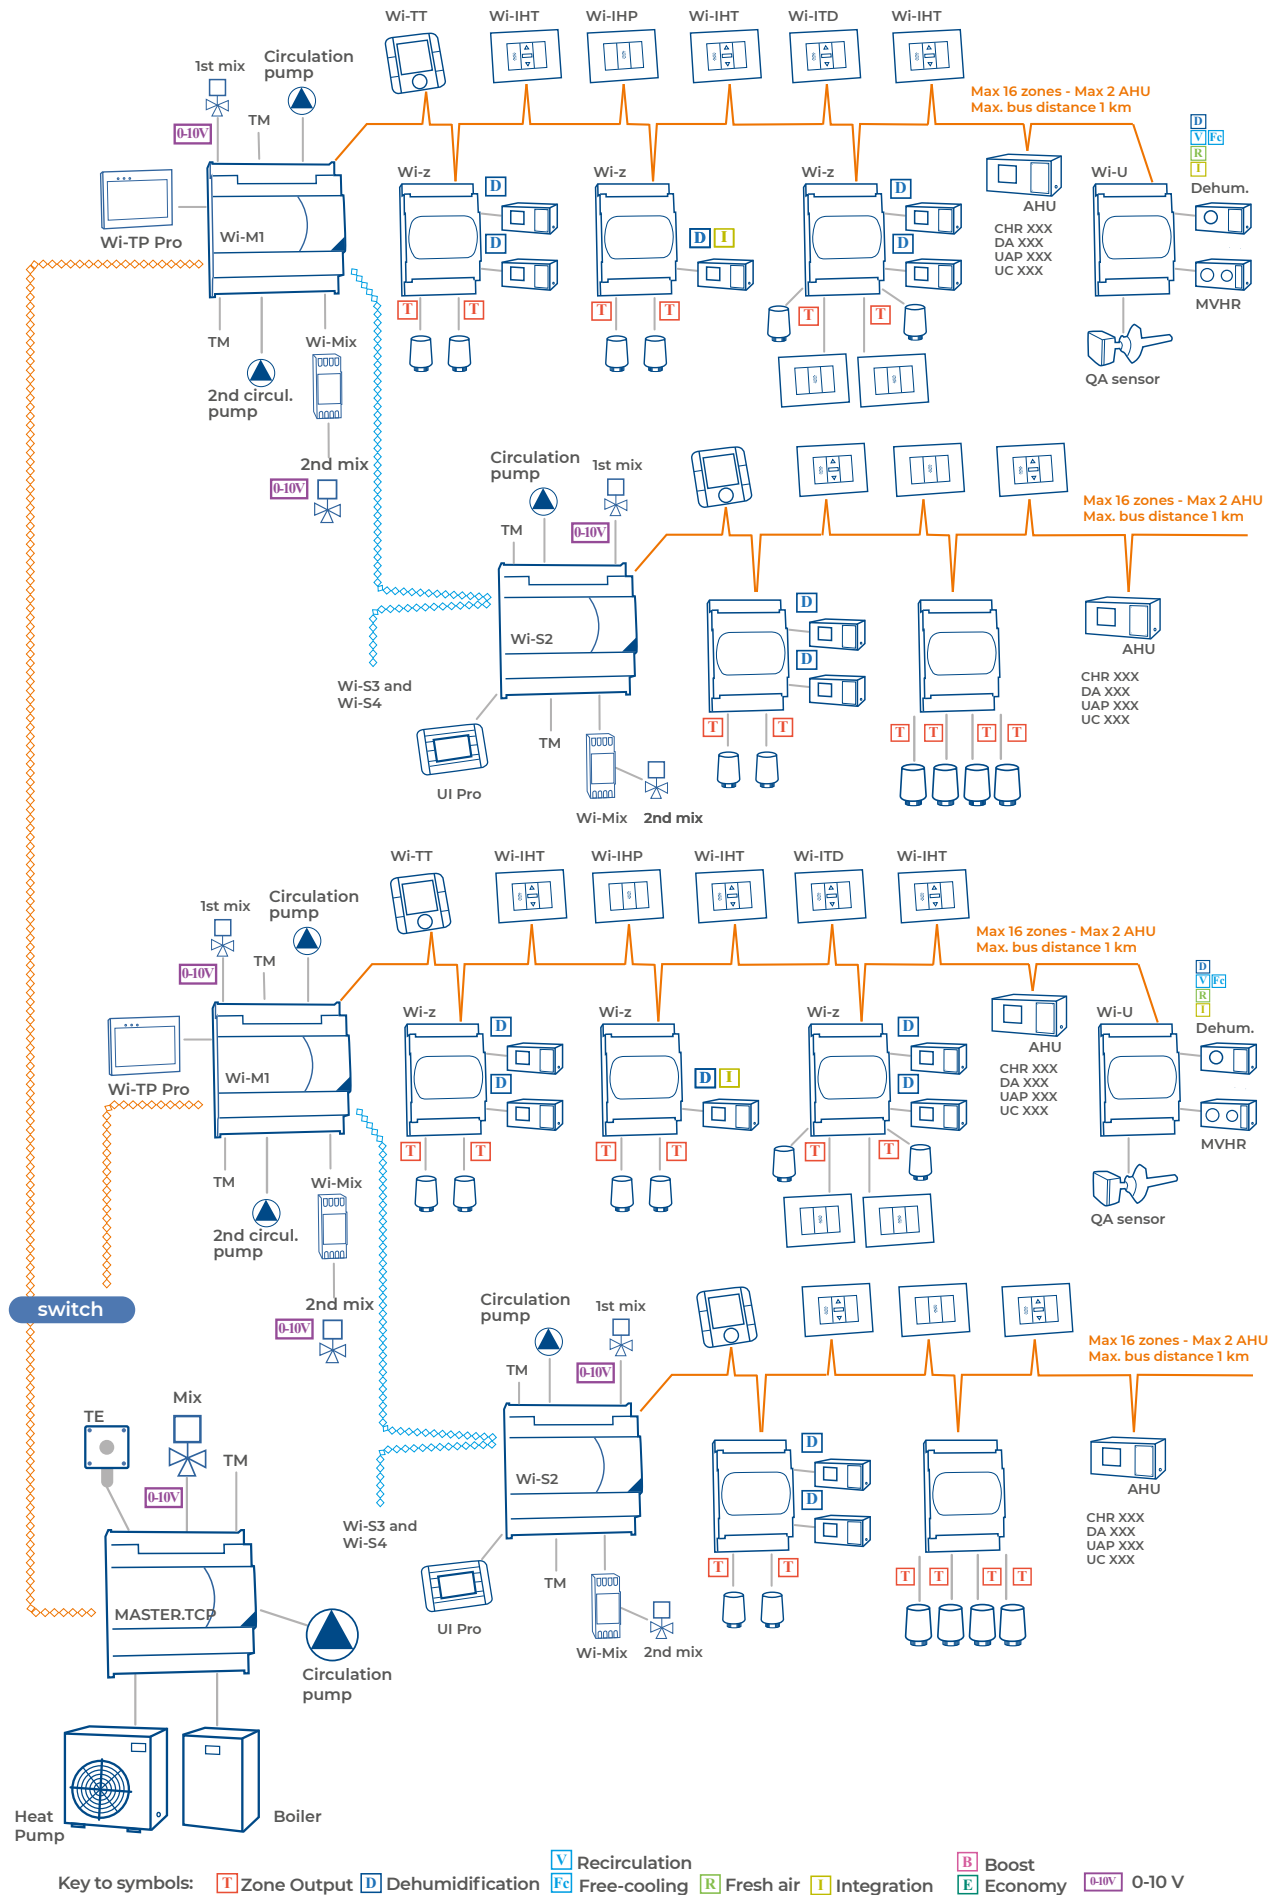 Wi-TT Wi-IHT Wi-IHP Wi-IHT Wi-ITD Wi-IHT
1st mix
Circulation
pump
Max 16 zones - Max 2 AHU
Max. bus distance 1 km
TM
0-10V
D
V Fc
R
I
Dehum.
Wi-z
D
D
Wi-z
D I
Wi-z
D
D
AHU
CHR XXX
DA XXX
UAP XXX
UC XXX
Wi-U
Wi-TP Pro
Wi-M1
T T
T T
T T
MVHR
QA sensor
TM
Wi-Mix
2nd circul.
pump
2nd mix
0-10V
Circulation
pump
1st mix
TM
0-10V
Max 16 zones - Max 2 AHU
Max. bus distance 1 km
Wi-S2
D
D
AHU
CHR XXX
DA XXX
UAP XXX
UC XXX
Wi-S3 and
Wi-S4
T T
T T T T
TM
UI Pro
Wi-Mix
2nd mix
Wi-TT Wi-IHT Wi-IHP Wi-IHT Wi-ITD Wi-IHT
1st mix
Circulation
pump
Max 16 zones - Max 2 AHU
Max. bus distance 1 km
TM
0-10V
D
V Fc
R
I
Dehum.
Wi-z
D
D
Wi-z
D I
Wi-z
D
D
AHU
CHR XXX
DA XXX
UAP XXX
UC XXX
Wi-U
Wi-TP Pro
Wi-M1
T T
T T
T T
MVHR
QA sensor
TM
Wi-Mix
2nd circul.
pump
switch
2nd mix
0-10V
Circulation
pump
1st mix
TM
0-10V
Max 16 zones - Max 2 AHU
Max. bus distance 1 km
TE
Mix
TM
0-10V
Wi-S2
D
D
AHU
CHR XXX
DA XXX
UAP XXX
UC XXX
Wi-S3 and
Wi-S4
T T
T T T T
TM
UI Pro
Wi-Mix
2nd mix
MASTER.TCP
Circulation
pump
Heat
Pump
Boiler
Key to symbols:
T Zone Output
D Dehumidification
V Recirculation
Fc Free-cooling
R Fresh air
I Integration
B Boost
E Economy
0-10V 0-10 V